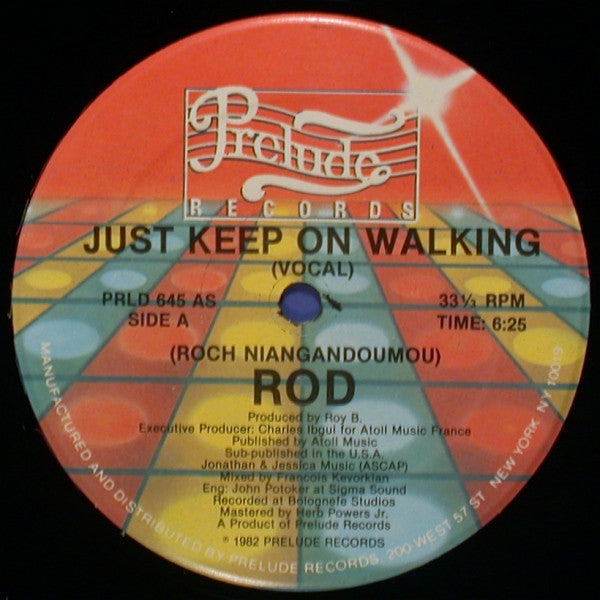 Prelude
RECORDS
JUST KEEP ON WALKING
(VOCAL)
PRLD 645 AS
SIDE A
33⅓ RPM
TIME: 6:25
(ROCH NIANGANDOUMOU)
ROD
Produced by Roy B.
Executive Producer: Charles Ibgui for Atoll Music France
Published by Atoll Music
Sub-published in the U.S.A.
Jonathan & Jessica Music (ASCAP)
Mixed by Francois Kevorkian
Eng: John Potoker at Sigma Sound
Recorded at Bolognefe Studios
Mastered by Herb Powers Jr.
A Product of Prelude Records
℗ 1982 PRELUDE RECORDS
MANUFACTURED AND DISTRIBUTED BY PRELUDE RECORDS, 200 WEST 57 ST NEW YORK, NY 10019